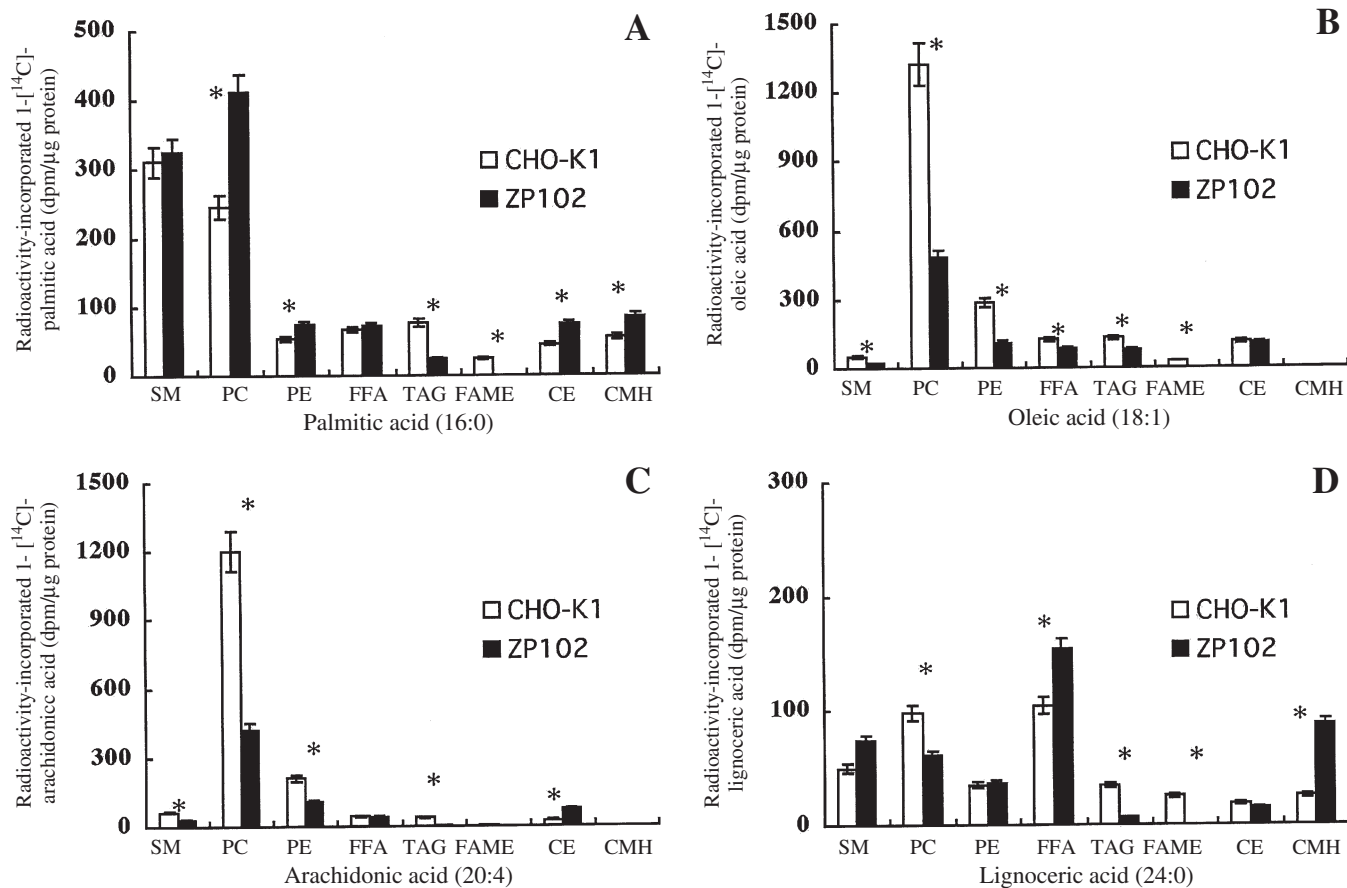 A
Radioactivity-incorporated 1-[14C]-
palmitic acid (dpm/µg protein)
500
400
300
200
100
0
*
*
*
*
*
*
CHO-K1
ZP102
SM PC PE FFA TAG FAME CE CMH
Palmitic acid (16:0)
B
Radioactivity-incorporated 1-[14C]-
oleic acid (dpm/µg protein)
1500
1200
900
600
300
0
*
*
*
*
*
*
CHO-K1
ZP102
SM PC PE FFA TAG FAME CE CMH
Oleic acid (18:1)
C
Radioactivity-incorporated 1- [14C]-
arachidonicc acid (dpm/µg protein)
1500
1200
900
600
300
0
*
*
*
*
*
CHO-K1
ZP102
SM PC PE FFA TAG FAME CE CMH
Arachidonic acid (20:4)
D
Radioactivity-incorporated 1- [14C]-
lignoceric acid (dpm/µg protein)
300
200
100
0
*
*
*
*
*
CHO-K1
ZP102
SM PC PE FFA TAG FAME CE CMH
Lignoceric acid (24:0)